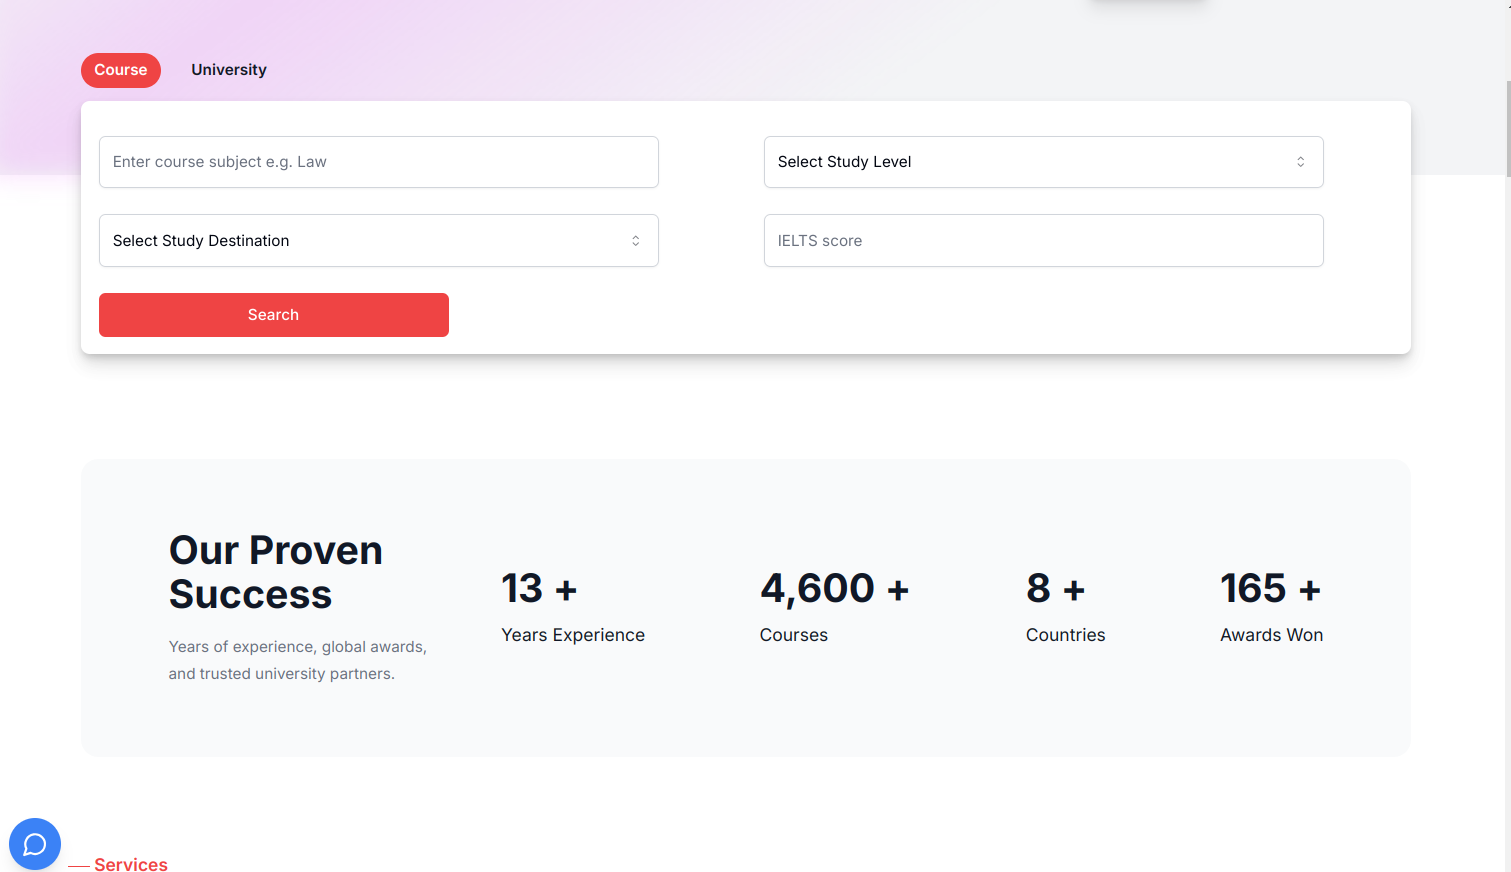 Course
University
Enter course subject e.g. Law
Select Study Level
Select Study Destination
IELTS score
Search
Our Proven
Success
Years of experience, global awards,
and trusted university partners.
13 +
Years Experience
4,600 +
Courses
8 +
Countries
165 +
Awards Won
Services